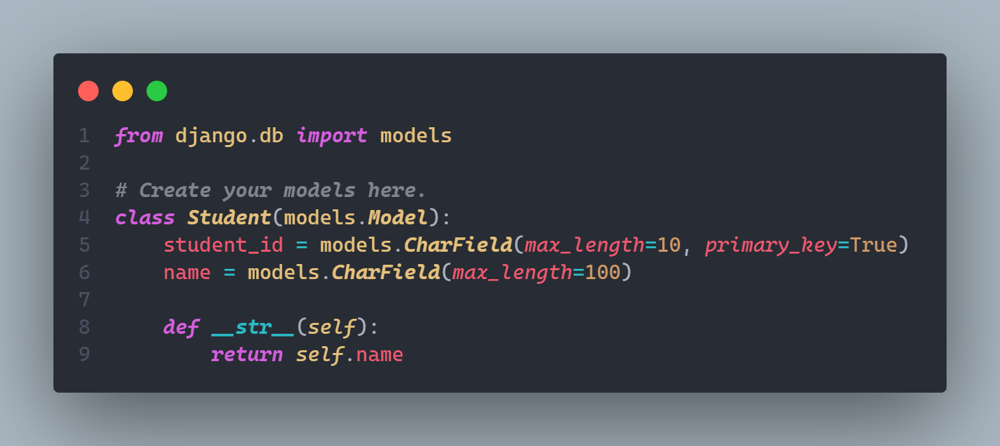 1 from django.db import models
2
3 # Create your models here.
4 class Student(models.Model):
5     student_id = models.CharField(max_length=10, primary_key=True)
6     name = models.CharField(max_length=100)
7
8     def __str__(self):
9         return self.name